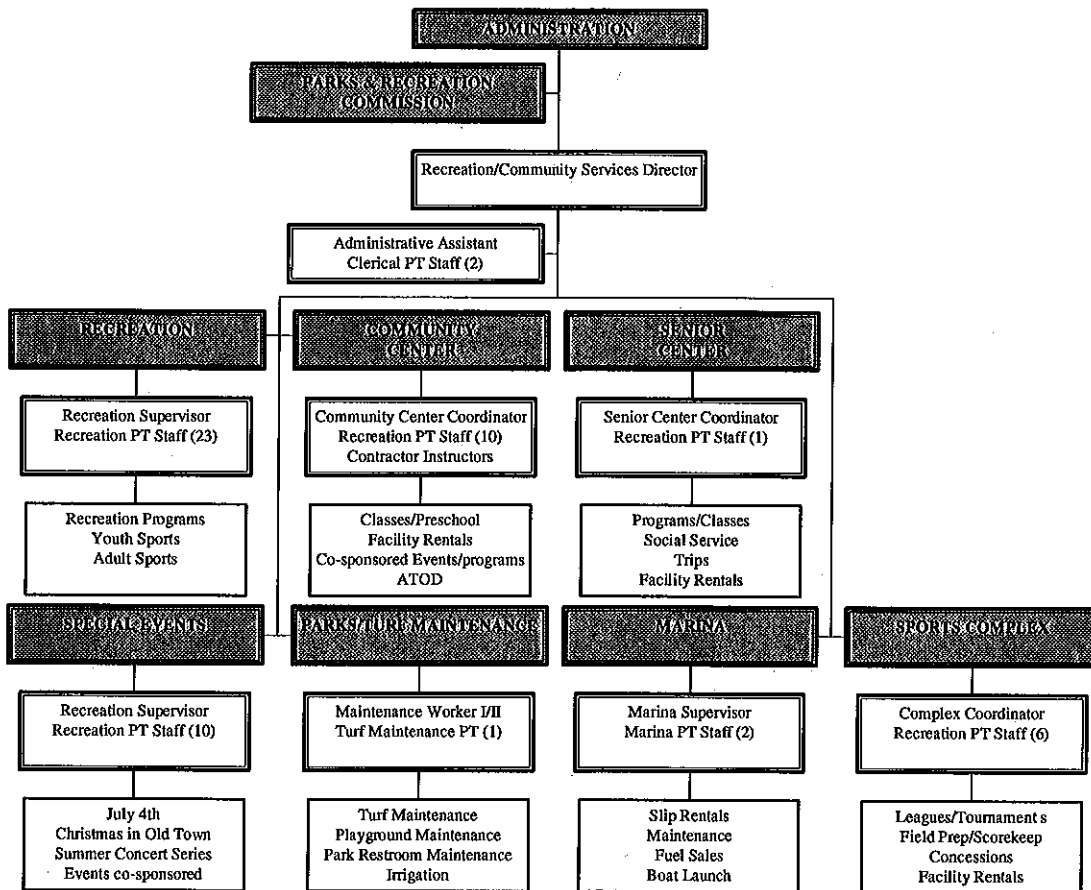 ADMINISTRATION
PARKS & RECREATION
COMMISSION
Recreation/Community Services Director
Administrative Assistant
Clerical PT Staff (2)
RECREATION
COMMUNITY
CENTER
SENIOR
CENTER
Recreation Supervisor
Recreation PT Staff (23)
Community Center Coordinator
Recreation PT Staff (10)
Contractor Instructors
Senior Center Coordinator
Recreation PT Staff (1)
Recreation Programs
Youth Sports
Adult Sports
Classes/Preschool
Facility Rentals
Co-sponsored Events/programs
ATOD
Programs/Classes
Social Service
Trips
Facility Rentals
SPECIAL EVENTS
PARKS/TURF MAINTENANCE
MARINA
SPORTS COMPLEX
Recreation Supervisor
Recreation PT Staff (10)
Maintenance Worker I/II
Turf Maintenance PT (1)
Marina Supervisor
Marina PT Staff (2)
Complex Coordinator
Recreation PT Staff (6)
July 4th
Christmas in Old Town
Summer Concert Series
Events co-sponsored
Turf Maintenance
Playground Maintenance
Park Restroom Maintenance
Irrigation
Slip Rentals
Maintenance
Fuel Sales
Boat Launch
Leagues/Tournament s
Field Prep/Scorekeep
Concessions
Facility Rentals